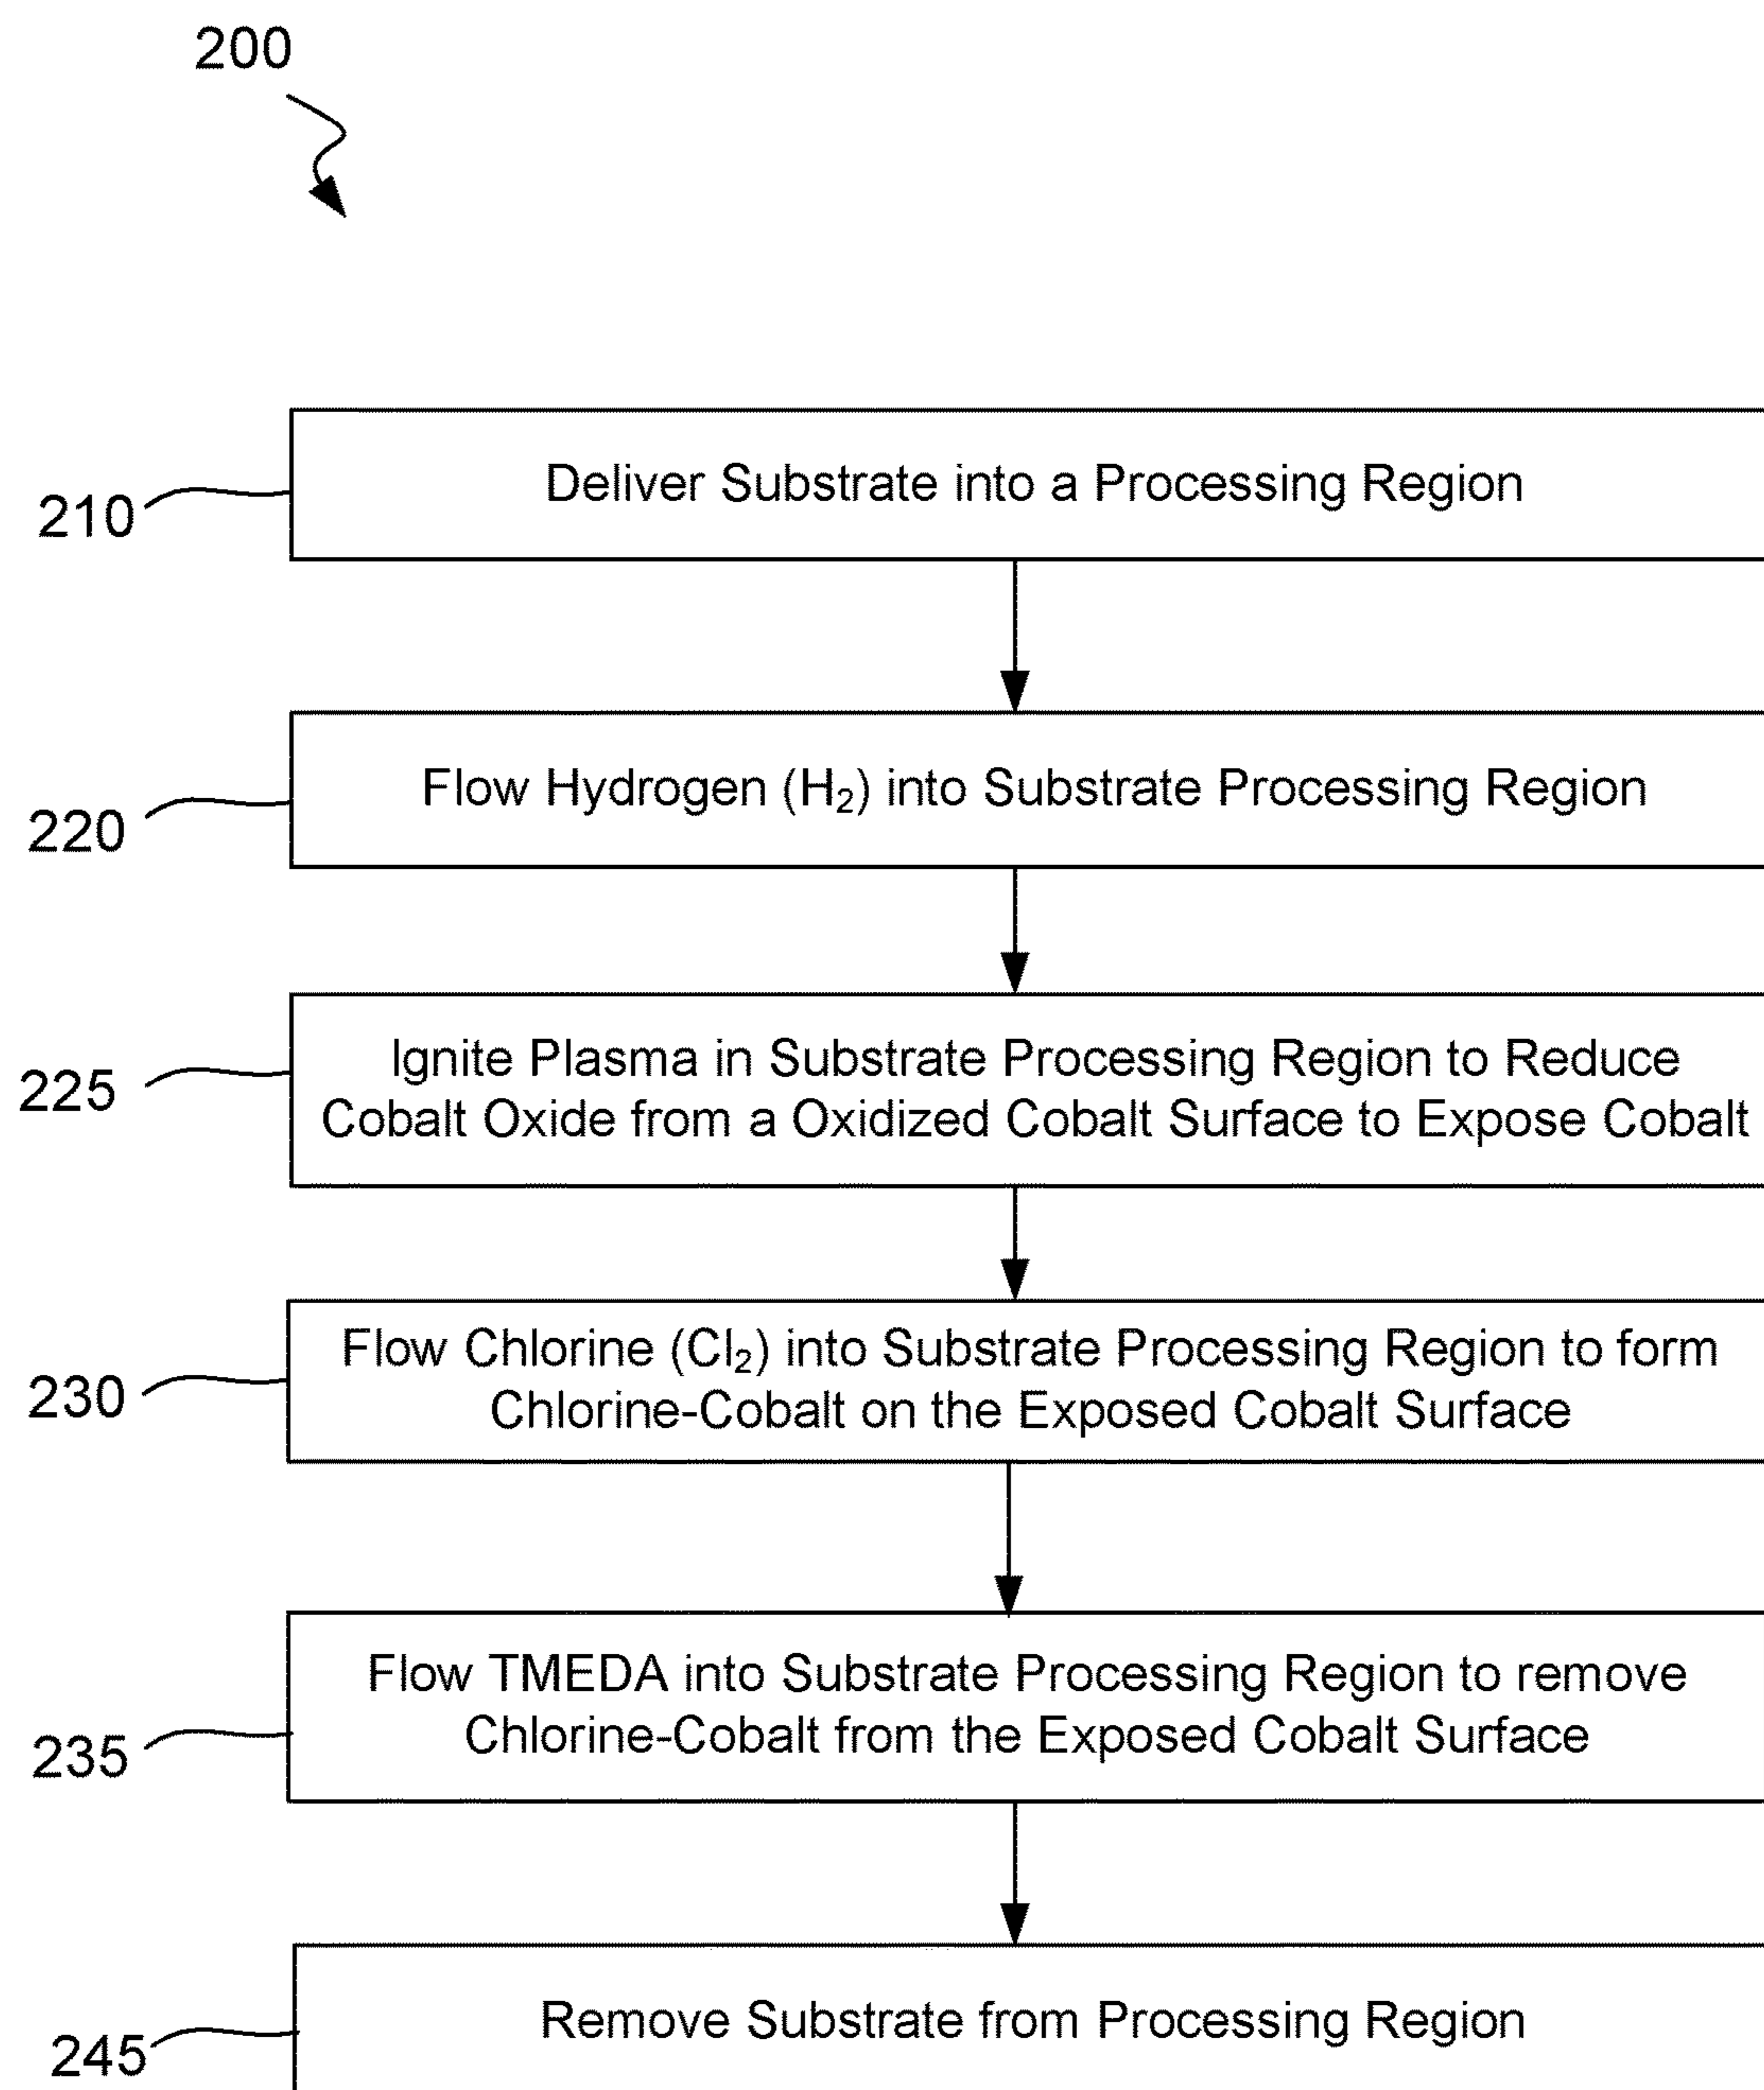 200
210
Deliver Substrate into a Processing Region
220
Flow Hydrogen (H₂) into Substrate Processing Region
225
Ignite Plasma in Substrate Processing Region to Reduce
Cobalt Oxide from a Oxidized Cobalt Surface to Expose Cobalt
230
Flow Chlorine (Cl₂) into Substrate Processing Region to form
Chlorine-Cobalt on the Exposed Cobalt Surface
235
Flow TMEDA into Substrate Processing Region to remove
Chlorine-Cobalt from the Exposed Cobalt Surface
245
Remove Substrate from Processing Region